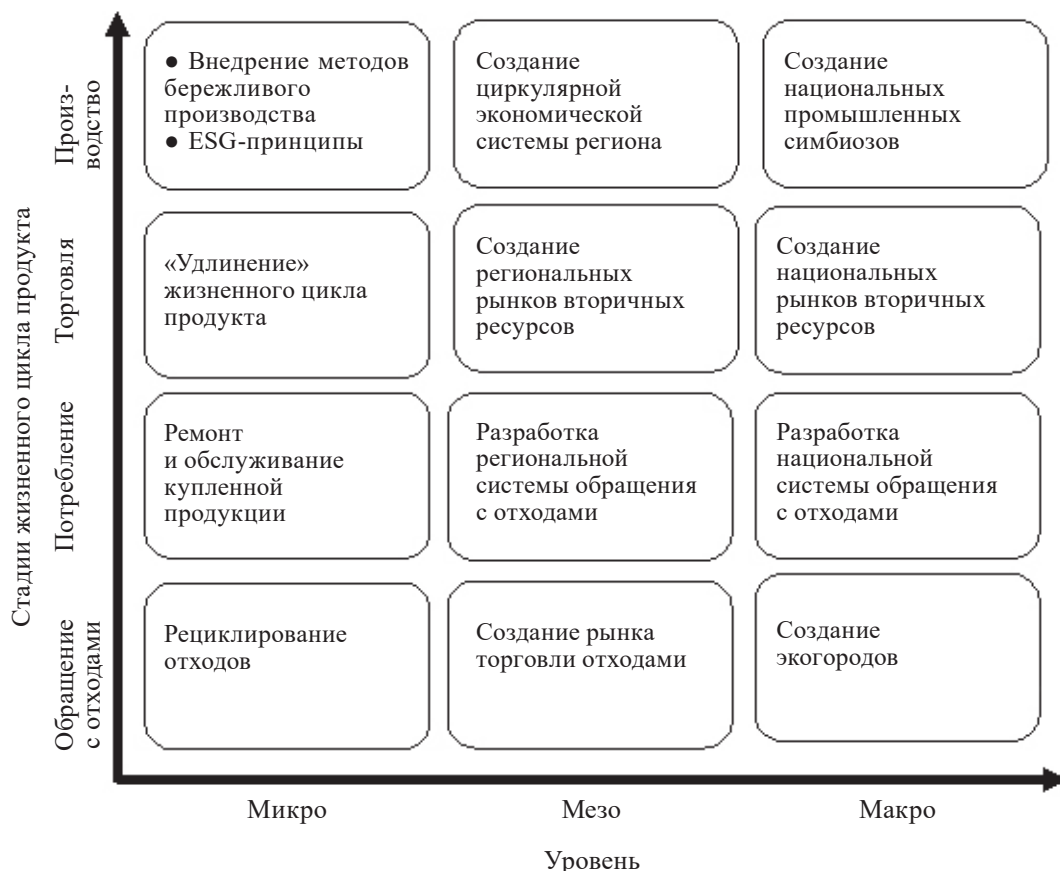 Стадии жизненного цикла продукта
Произ-
водство
● Внедрение методов
бережливого
производства
● ESG-принципы
Создание
циркулярной
экономической
системы региона
Создание
национальных
промышленных
симбиозов
Торговля
«Удлинение»
жизненного цикла
продукта
Создание
региональных
рынков вторичных
ресурсов
Создание
национальных
рынков вторичных
ресурсов
Потребление
Ремонт
и обслуживание
купленной
продукции
Разработка
региональной
системы обращения
с отходами
Разработка
национальной
системы обращения
с отходами
Обращение
с отходами
Рециклирование
отходов
Создание рынка
торговли отходами
Создание
экогородов
Микро
Мезо
Макро
Уровень